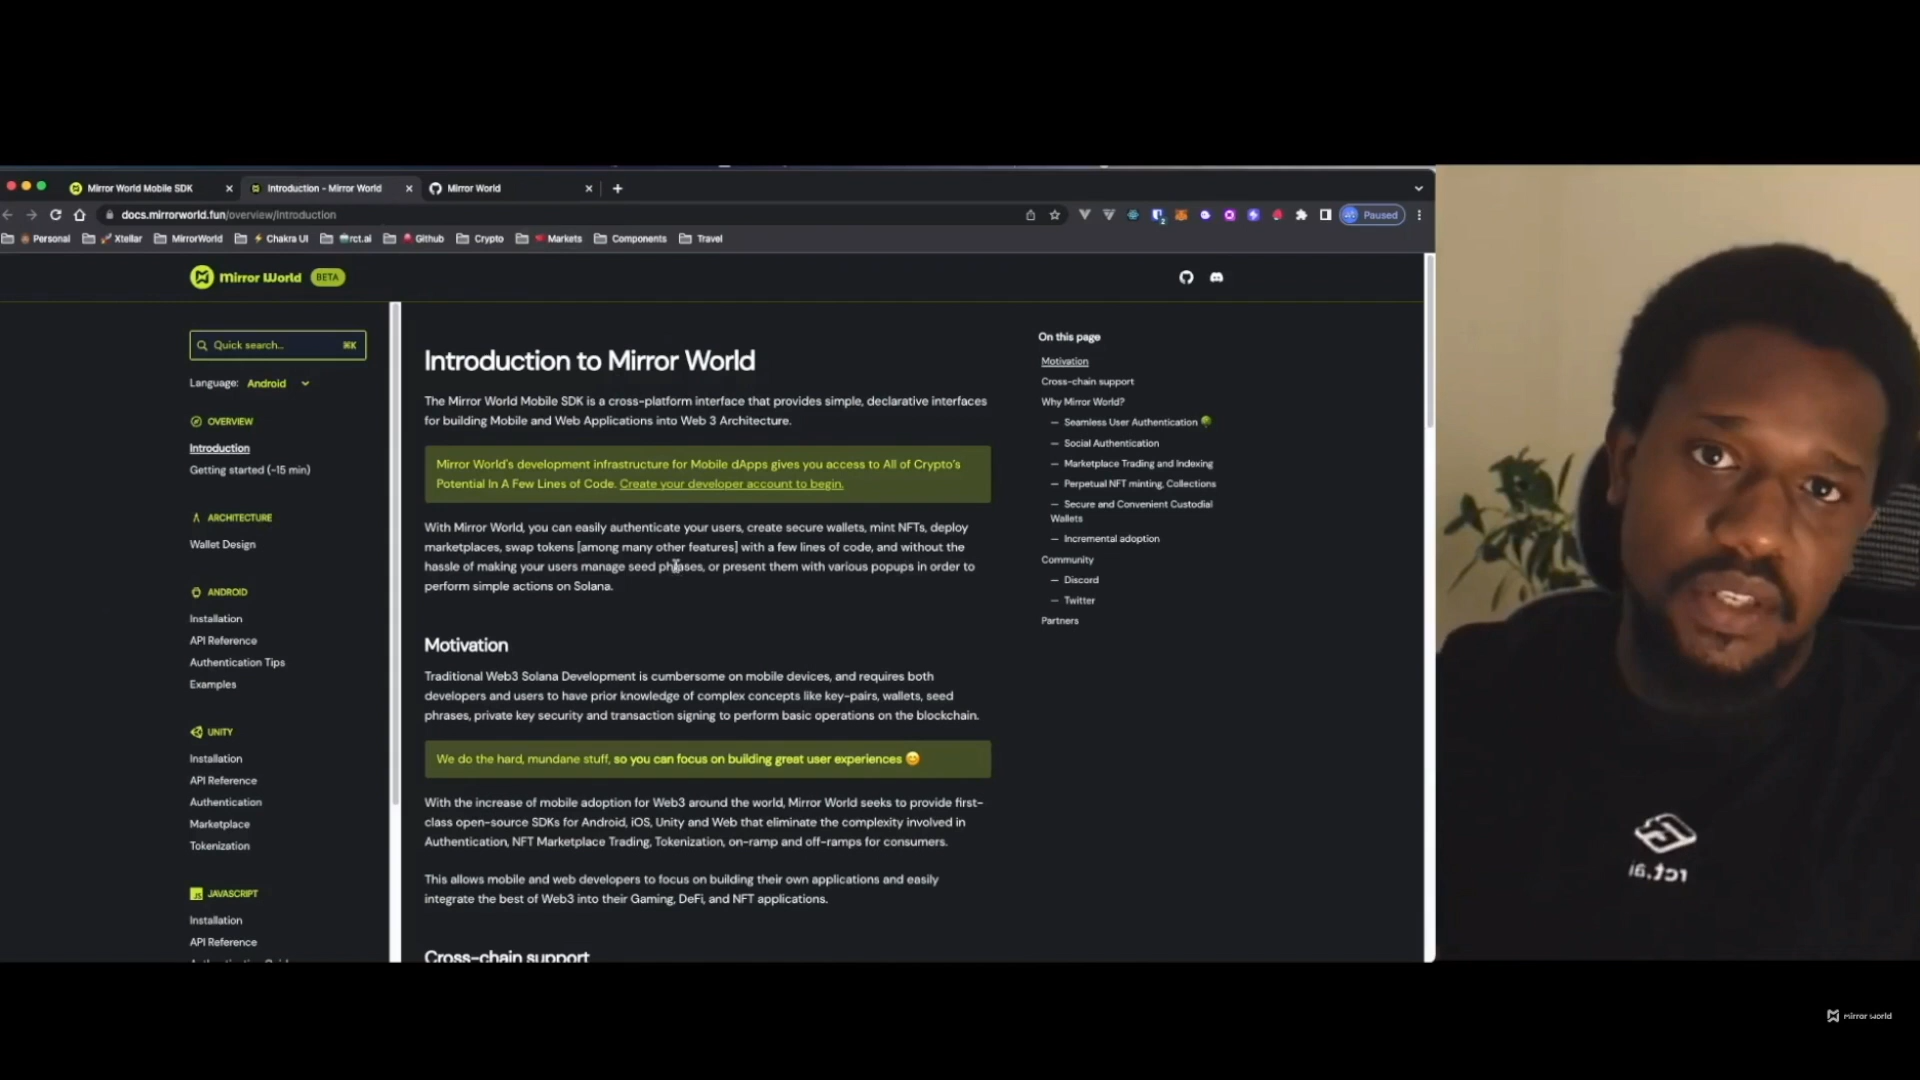 Mirror World Mobile SDK
Introduction - Mirror World
Mirror World
docs.mirrorworld.fun/overview/introduction
Paused
Personal
Xtellar
MirrorWorld
Chakra UI
rct.ai
Github
Crypto
Markets
Components
Travel
mirror World BETA
Quick search... ⌘K
Language: Android
OVERVIEW
Introduction
Getting started (~15 min)
ARCHITECTURE
Wallet Design
ANDROID
Installation
API Reference
Authentication Tips
Examples
UNITY
Installation
API Reference
Authentication
Marketplace
Tokenization
JS JAVASCRIPT
Installation
API Reference
Introduction to Mirror World
The Mirror World Mobile SDK is a cross-platform interface that provides simple, declarative interfaces
for building Mobile and Web Applications into Web 3 Architecture.
Mirror World's development infrastructure for Mobile dApps gives you access to All of Crypto's
Potential In A Few Lines of Code. Create your developer account to begin.
With Mirror World, you can easily authenticate your users, create secure wallets, mint NFTs, deploy
marketplaces, swap tokens [among many other features] with a few lines of code, and without the
hassle of making your users manage seed phrases, or present them with various popups in order to
perform simple actions on Solana.
Motivation
Traditional Web3 Solana Development is cumbersome on mobile devices, and requires both
developers and users to have prior knowledge of complex concepts like key-pairs, wallets, seed
phrases, private key security and transaction signing to perform basic operations on the blockchain.
We do the hard, mundane stuff, so you can focus on building great user experiences 😊
With the increase of mobile adoption for Web3 around the world, Mirror World seeks to provide first-
class open-source SDKs for Android, iOS, Unity and Web that eliminate the complexity involved in
Authentication, NFT Marketplace Trading, Tokenization, on-ramp and off-ramps for consumers.
This allows mobile and web developers to focus on building their own applications and easily
integrate the best of Web3 into their Gaming, DeFi, and NFT applications.
Cross-chain support
On this page
Motivation
Cross-chain support
Why Mirror World?
— Seamless User Authentication
— Social Authentication
— Marketplace Trading and Indexing
— Perpetual NFT minting, Collections
— Secure and Convenient Custodial
Wallets
— Incremental adoption
Community
— Discord
— Twitter
Partners
rct.ai
mirror world